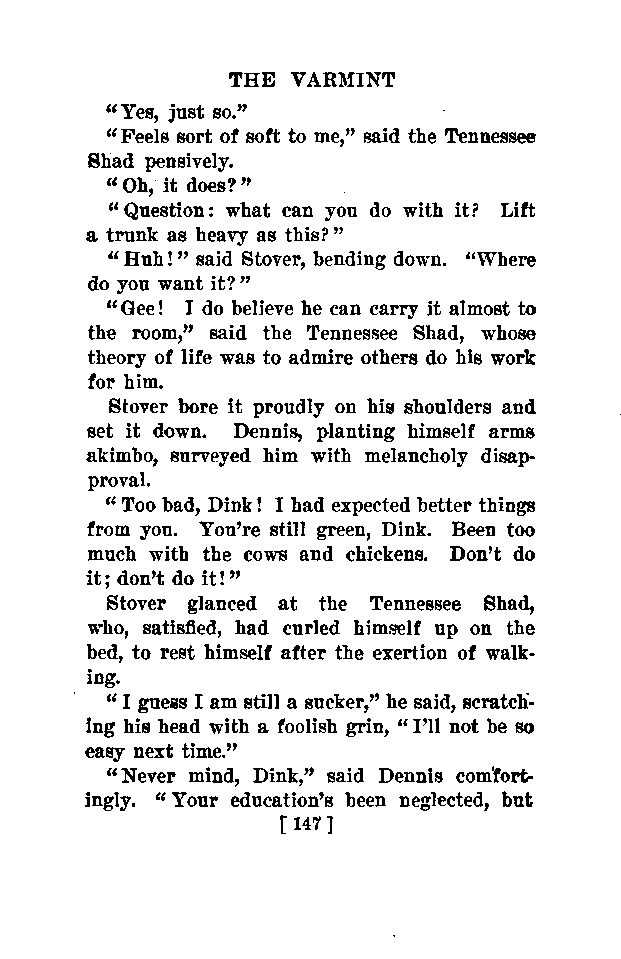 THE VARMINT
"Yes, just so."
"Feels sort of soft to me," said the Tennessee
Shad pensively.
"Oh, it does?"
"Question: what can you do with it? Lift
a trunk as heavy as this?"
"Huh!" said Stover, bending down. "Where
do you want it?"
"Gee! I do believe he can carry it almost to
the room," said the Tennessee Shad, whose
theory of life was to admire others do his work
for him.
Stover bore it proudly on his shoulders and
set it down. Dennis, planting himself arms
akimbo, surveyed him with melancholy disap-
proval.
"Too bad, Dink! I had expected better things
from you. You're still green, Dink. Been too
much with the cows and chickens. Don't do
it; don't do it!"
Stover glanced at the Tennessee Shad,
who, satisfied, had curled himself up on the
bed, to rest himself after the exertion of walk-
ing.
"I guess I am still a sucker," he said, scratch-
ing his head with a foolish grin, "I'll not be so
easy next time."
"Never mind, Dink," said Dennis comfort-
ingly. "Your education's been neglected, but
[147]